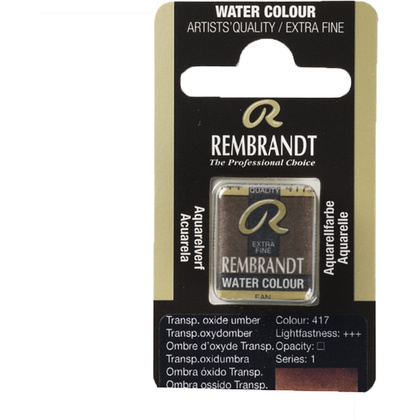 WATER COLOUR
ARTISTS'QUALITY / EXTRA FINE
R
REMBRANDT
The Professional Choice
Aquarelverf
Acuarela
Aquarellfarbe
Aquarelle
QUALITY 417
R
EXTRA
FINE
REMBRANDT
WATER COLOUR
EAN
Transp. oxide umber Colour: 417
Transp.oxydomber Lightfastness: +++
Ombre d'oxyde Transp. Opacity: □
Transp.oxidumbra Series: 1
Ombra óxido Transp.
Ombra ossido Transp.